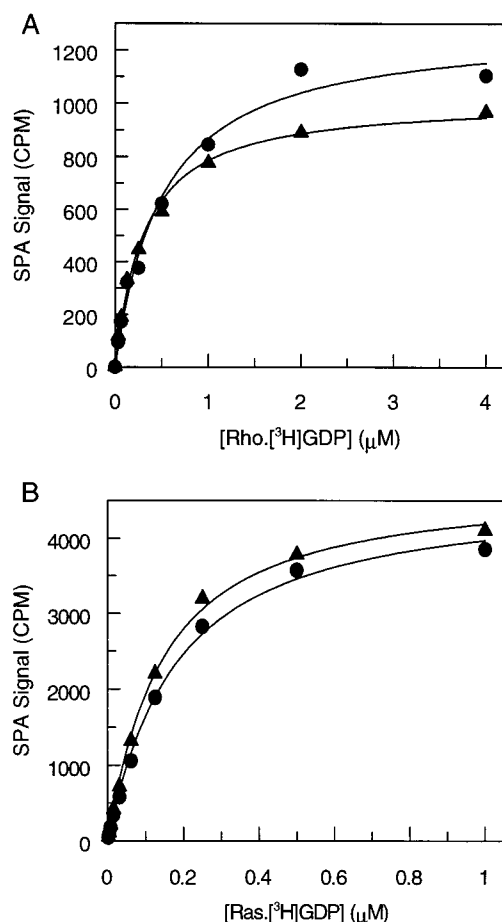 A
1200
1000
800
600
400
200
0
SPA Signal (CPM)
0 1 2 3 4
[Rho.[³H]GDP] (μM)
B
4000
3000
2000
1000
0
SPA Signal (CPM)
0 0.2 0.4 0.6 0.8 1
[Ras.[³H]GDP] (μM)